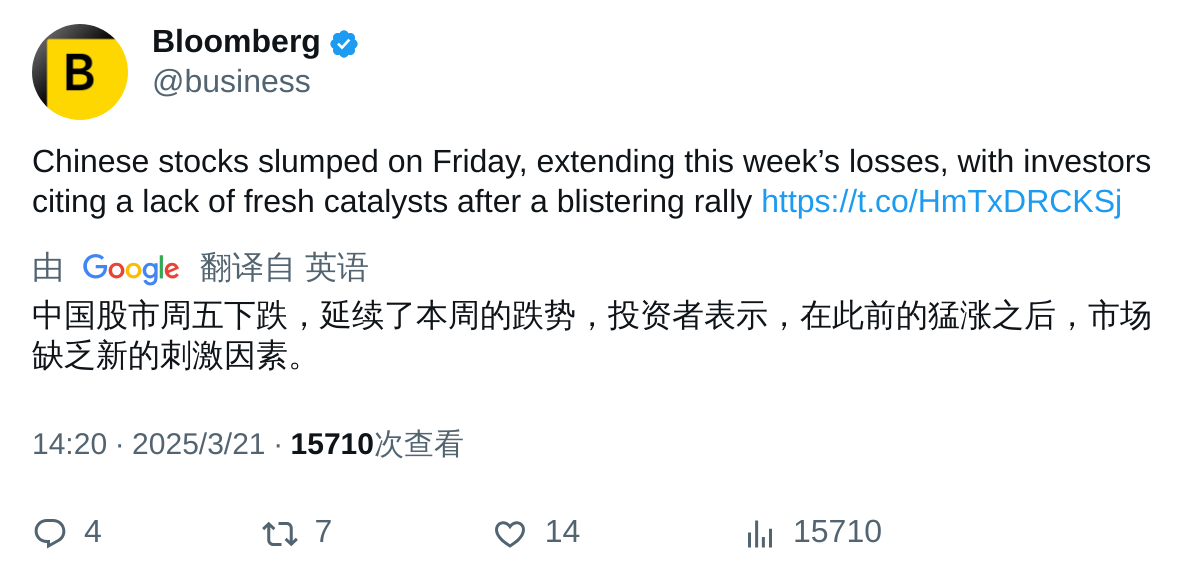 B
Bloomberg
@business
Chinese stocks slumped on Friday, extending this week’s losses, with investors
citing a lack of fresh catalysts after a blistering rally https://t.co/HmTxDRCKSj
由 Google 翻译自 英语
中国股市周五下跌，延续了本周的跌势，投资者表示，在此前的猛涨之后，市场
缺乏新的刺激因素。
14:20 · 2025/3/21 · 15710次查看
4 7 14 15710